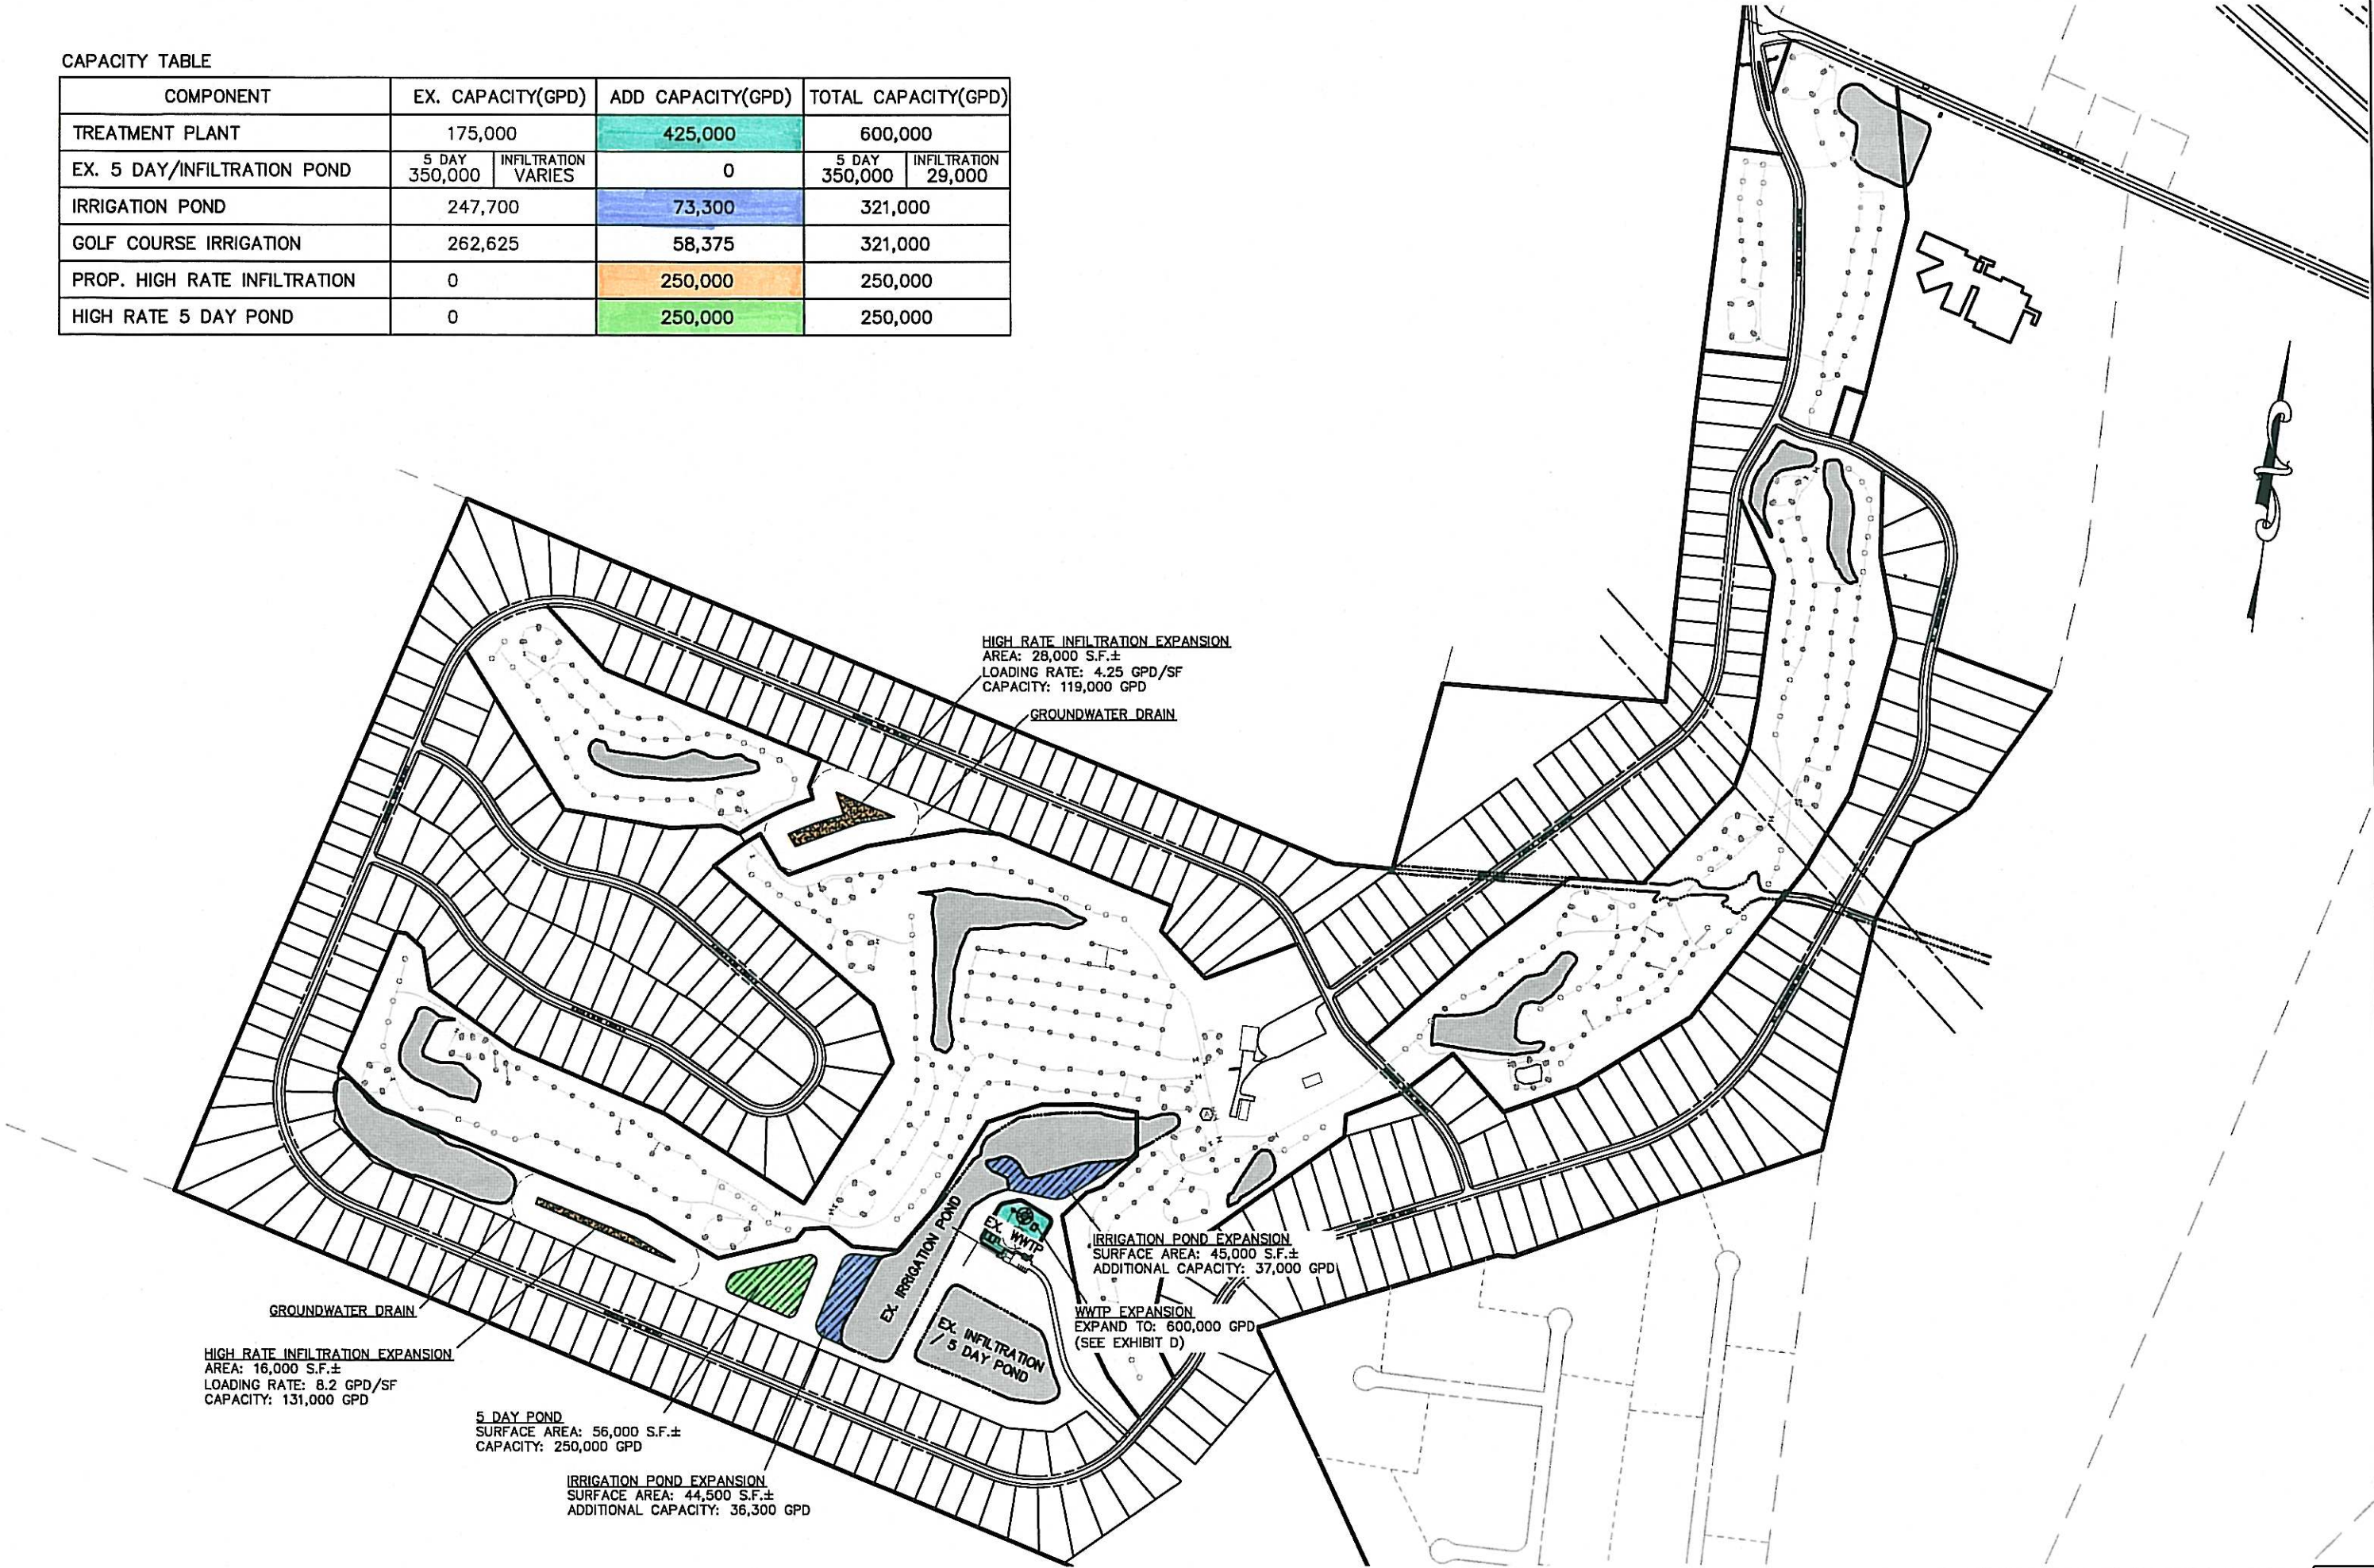 CAPACITY TABLE
COMPONENT EX. CAPACITY(GPD) ADD CAPACITY(GPD) TOTAL CAPACITY(GPD)
TREATMENT PLANT 175,000 425,000 600,000
EX. 5 DAY/INFILTRATION POND 5 DAY 350,000 INFILTRATION VARIES 0 5 DAY 350,000 INFILTRATION 29,000
IRRIGATION POND 247,700 73,300 321,000
GOLF COURSE IRRIGATION 262,625 58,375 321,000
PROP. HIGH RATE INFILTRATION 0 250,000 250,000
HIGH RATE 5 DAY POND 0 250,000 250,000
HIGH RATE INFILTRATION EXPANSION
AREA: 28,000 S.F.±
LOADING RATE: 4.25 GPD/SF
CAPACITY: 119,000 GPD
GROUNDWATER DRAIN
EX. IRRIGATION POND
EX. WWTP
IRRIGATION POND EXPANSION
SURFACE AREA: 45,000 S.F.±
ADDITIONAL CAPACITY: 37,000 GPD
WWTP EXPANSION
EXPAND TO: 600,000 GPD
(SEE EXHIBIT D)
EX. INFILTRATION
/ 5 DAY POND
GROUNDWATER DRAIN
HIGH RATE INFILTRATION EXPANSION
AREA: 16,000 S.F.±
LOADING RATE: 8.2 GPD/SF
CAPACITY: 131,000 GPD
5 DAY POND
SURFACE AREA: 56,000 S.F.±
CAPACITY: 250,000 GPD
IRRIGATION POND EXPANSION
SURFACE AREA: 44,500 S.F.±
ADDITIONAL CAPACITY: 36,300 GPD